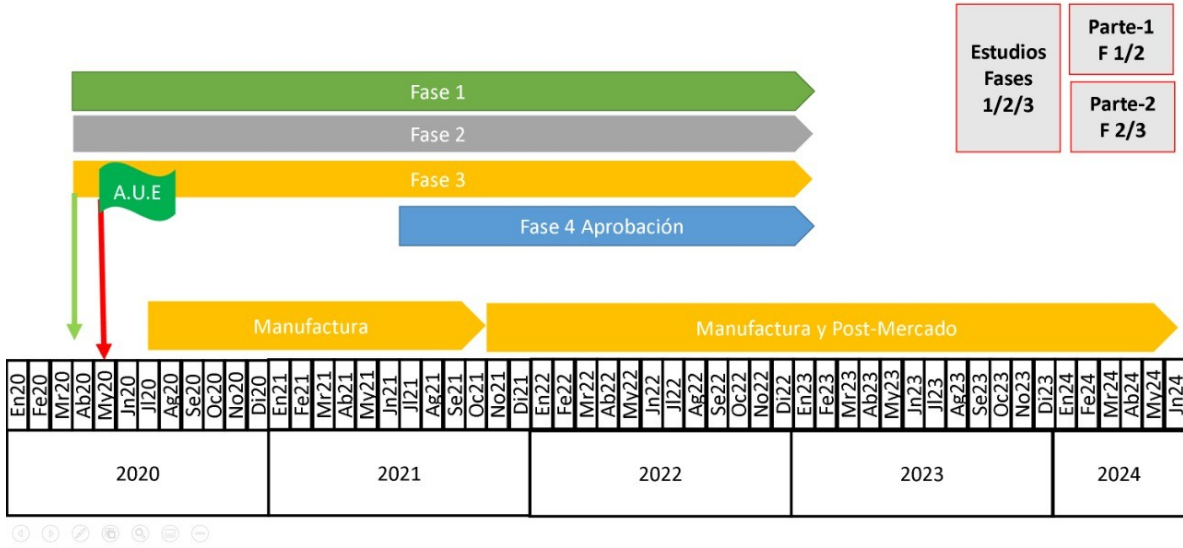 Estudios
Fases
1/2/3
Parte-1
F 1/2
Parte-2
F 2/3
Fase 1
Fase 2
Fase 3
A.U.E
Fase 4 Aprobación
Manufactura
Manufactura y Post-Mercado
En20
Fe20
Mr20
Ab20
My20
Jn20
Jl20
Ag20
Se20
Oc20
No20
Di20
En21
Fe21
Mr21
Ab21
My21
Jn21
Jl21
Ag21
Se21
Oc21
No21
Di21
En22
Fe22
Mr22
Ab22
My22
Jn22
Jl22
Ag22
Se22
Oc22
No22
Di22
En23
Fe23
Mr23
Ab23
My23
Jn23
Jl23
Ag23
Se23
Oc23
No23
Di23
En24
Fe24
Mr24
Ab24
My24
Jn24
2020
2021
2022
2023
2024